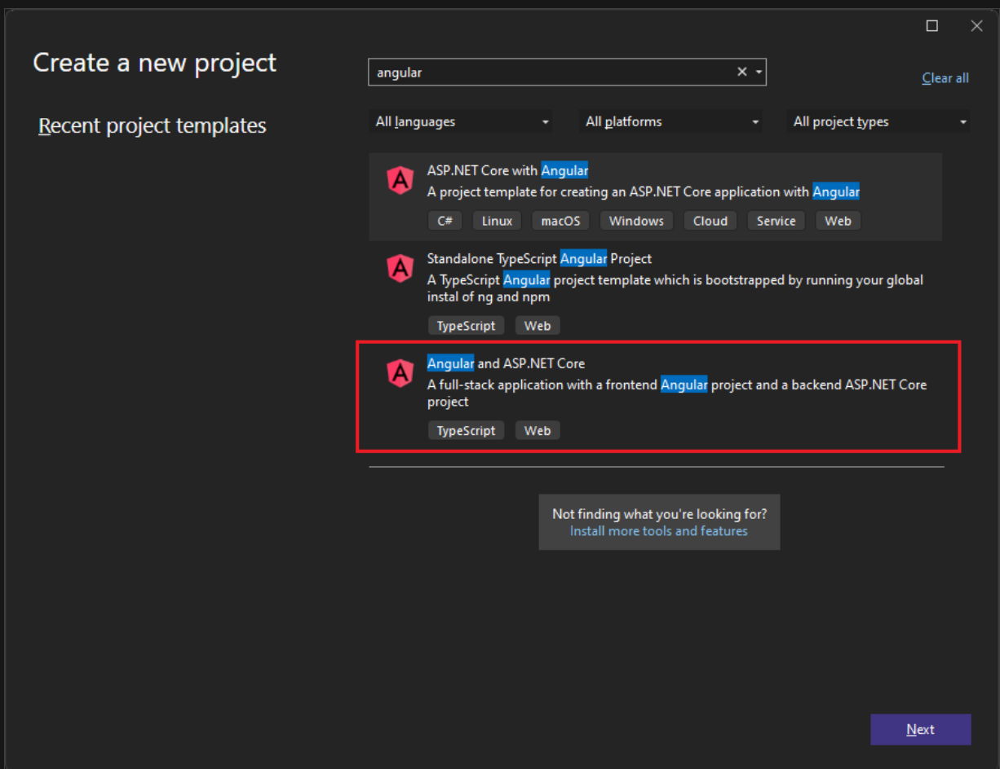 Create a new project
angular
Clear all
Recent project templates
All languages
All platforms
All project types
ASP.NET Core with Angular
A project template for creating an ASP.NET Core application with Angular
C#
Linux
macOS
Windows
Cloud
Service
Web
Standalone TypeScript Angular Project
A TypeScript Angular project template which is bootstrapped by running your global
instal of ng and npm
TypeScript
Web
Angular and ASP.NET Core
A full-stack application with a frontend Angular project and a backend ASP.NET Core
project
TypeScript
Web
Not finding what you're looking for?
Install more tools and features
Next